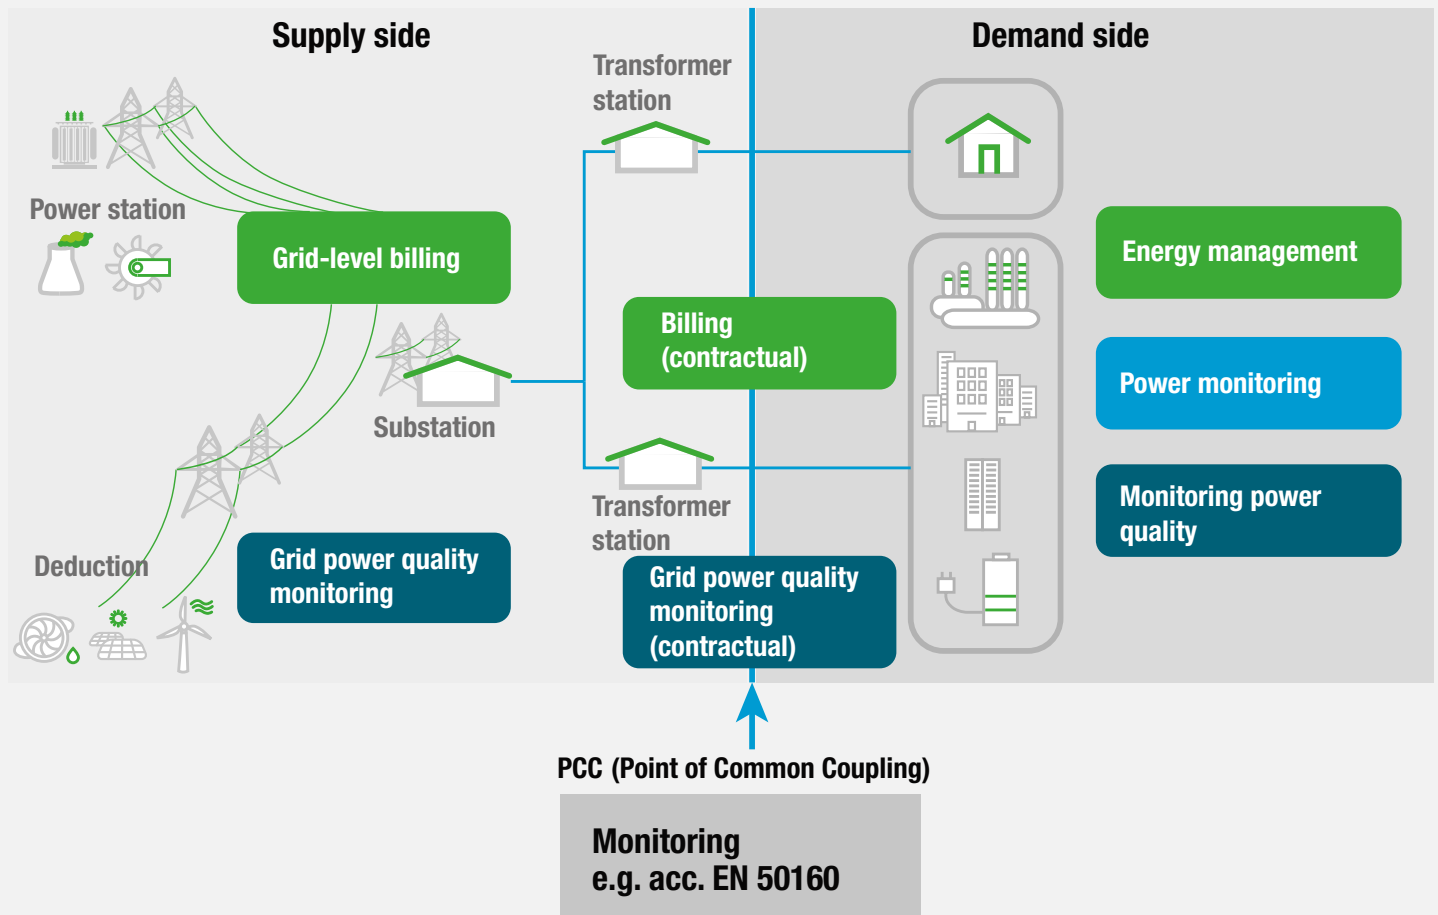 Supply side
Demand side
Transformer
station
Power station
Grid-level billing
Energy management
Billing
(contractual)
Power monitoring
Substation
Transformer
station
Monitoring power
quality
Deduction
Grid power quality
monitoring
Grid power quality
monitoring
(contractual)
PCC (Point of Common Coupling)
Monitoring
e.g. acc. EN 50160